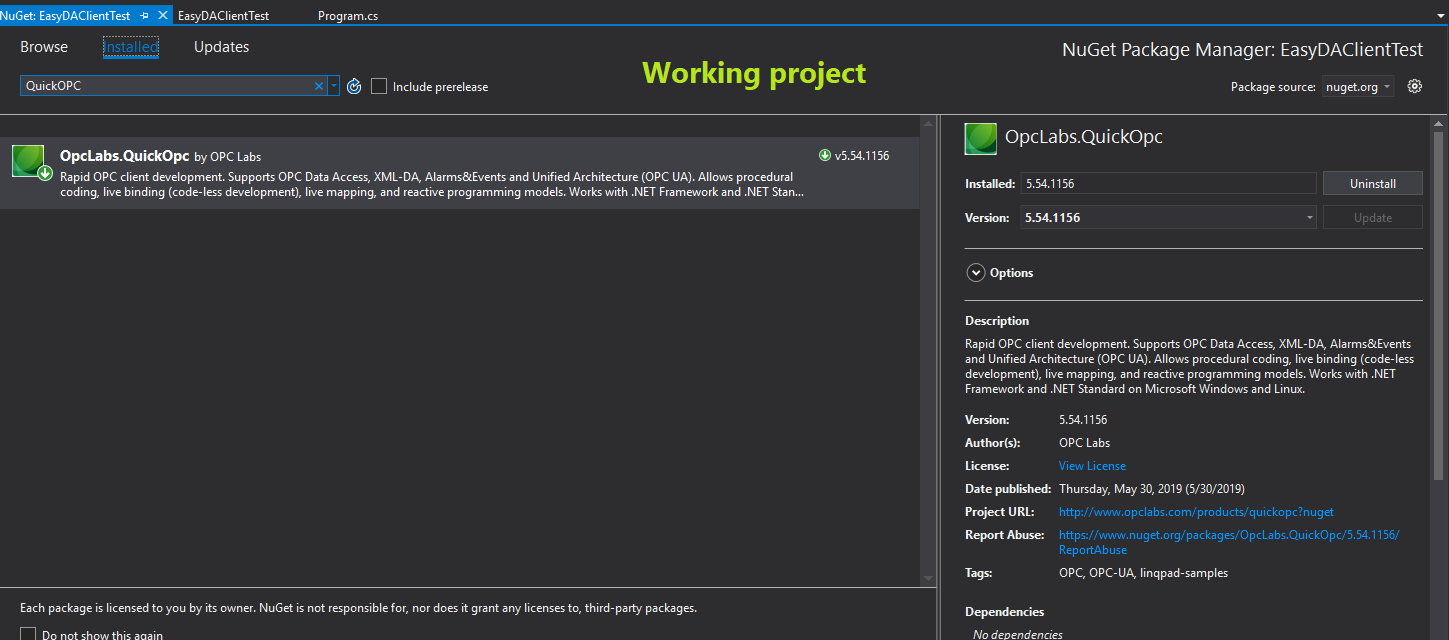 NuGet: EasyDAClientTest
EasyDAClientTest
Program.cs
Browse
Installed
Updates
NuGet Package Manager: EasyDAClientTest
Working project
QuickOPC
Include prerelease
Package source: nuget.org
OpcLabs.QuickOpc by OPC Labs
v5.54.1156
Rapid OPC client development. Supports OPC Data Access, XML-DA, Alarms&Events and Unified Architecture (OPC UA). Allows procedural
coding, live binding (code-less development), live mapping, and reactive programming models. Works with .NET Framework and .NET Stan...
OpcLabs.QuickOpc
Installed: 5.54.1156
Uninstall
Version: 5.54.1156
Update
Options
Description
Rapid OPC client development. Supports OPC Data Access, XML-DA, Alarms&Events
and Unified Architecture (OPC UA). Allows procedural coding, live binding (code-less
development), live mapping, and reactive programming models. Works with .NET
Framework and .NET Standard on Microsoft Windows and Linux.
Version: 5.54.1156
Author(s): OPC Labs
License: View License
Date published: Thursday, May 30, 2019 (5/30/2019)
Project URL: http://www.opclabs.com/products/quickopc?nuget
Report Abuse: https://www.nuget.org/packages/OpcLabs.QuickOpc/5.54.1156/
ReportAbuse
Tags: OPC, OPC-UA, linqpad-samples
Dependencies
No dependencies
Each package is licensed to you by its owner. NuGet is not responsible for, nor does it grant any licenses to, third-party packages.
Do not show this again